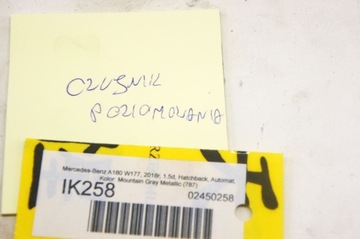 CZUJNIK
POZIOMOWANIA
Mercedes-Benz A180 W177, 2018r, 1.5d, Hatchback, Automat,
Kolor: Mountain Gray Metallic (787)
IK258
02450258